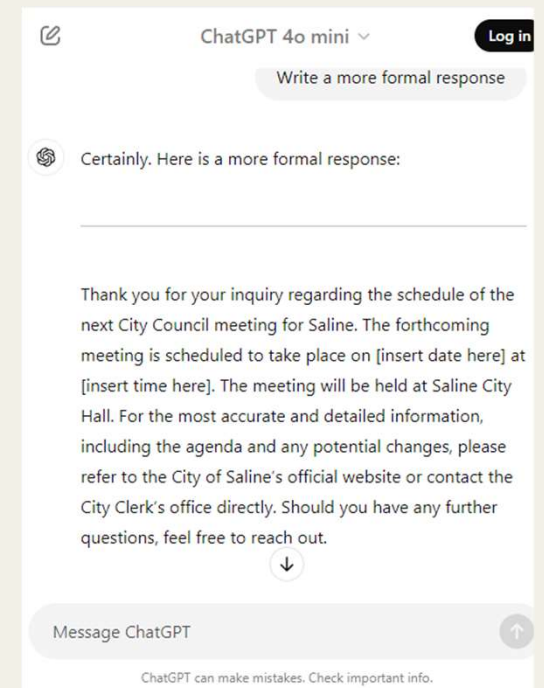 ChatGPT 4o mini
Log in
Write a more formal response
Certainly. Here is a more formal response:
Thank you for your inquiry regarding the schedule of the
next City Council meeting for Saline. The forthcoming
meeting is scheduled to take place on [insert date here] at
[insert time here]. The meeting will be held at Saline City
Hall. For the most accurate and detailed information,
including the agenda and any potential changes, please
refer to the City of Saline's official website or contact the
City Clerk's office directly. Should you have any further
questions, feel free to reach out.
Message ChatGPT
ChatGPT can make mistakes. Check important info.